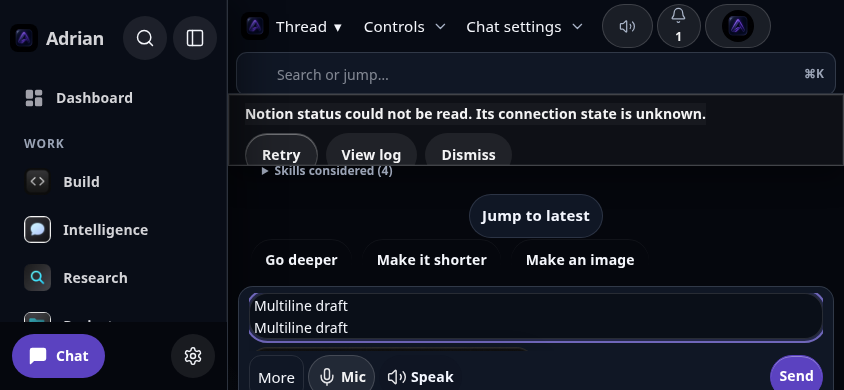 Adrian
Thread ▾
Controls
Chat settings
1
Search or jump...
⌘K
Dashboard
Notion status could not be read. Its connection state is unknown.
WORK
Retry
View log
Dismiss
▶ Skills considered (4)
Build
Jump to latest
Intelligence
Go deeper
Make it shorter
Make an image
Research
Multiline draft
Multiline draft
Chat
More
Mic
Speak
Send